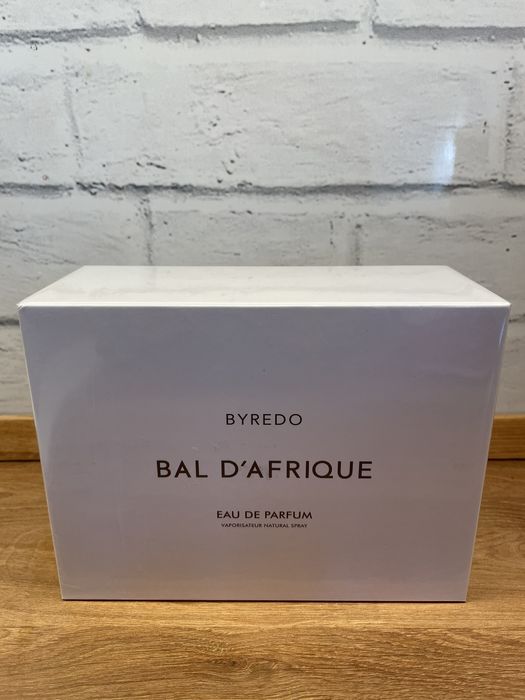 BYREDO
BAL D'AFRIQUE
EAU DE PARFUM
VAPORISATEUR NATURAL SPRAY